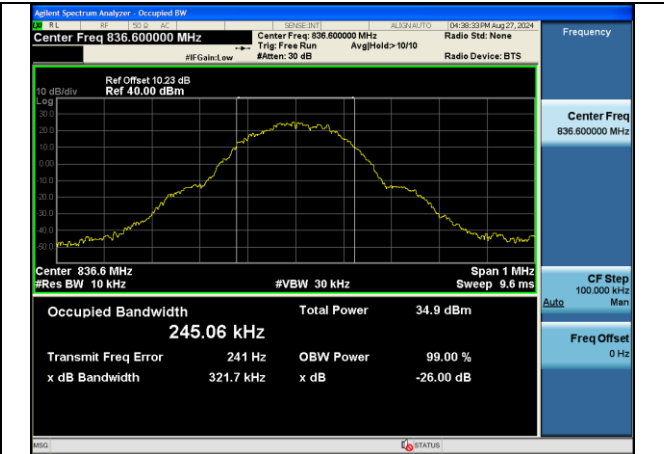 Agilent Spectrum Analyzer - Occupied BW
RL RF 50 Ω AC SENSE:INT ALIGN AUTO 04:38:33 PM Aug 27, 2024
Center Freq 836.600000 MHz Center Freq: 836.600000 MHz Radio Std: None Frequency
Trig: Free Run Avg|Hold:> 10/10
#IFGain:Low #Atten: 30 dB Radio Device: BTS
Ref Offset 10.23 dB
10 dB/div Ref 40.00 dBm
Log
30.0
20.0
10.0
0.00
-10.0
-20.0
-30.0
-40.0
-50.0
Center Freq
836.600000 MHz
Center 836.6 MHz Span 1 MHz
#Res BW 10 kHz #VBW 30 kHz Sweep 9.6 ms
CF Step
100.000 kHz
Auto Man
Occupied Bandwidth Total Power 34.9 dBm
245.06 kHz
Transmit Freq Error 241 Hz OBW Power 99.00 %
x dB Bandwidth 321.7 kHz x dB -26.00 dB
Freq Offset
0 Hz
MSG STATUS